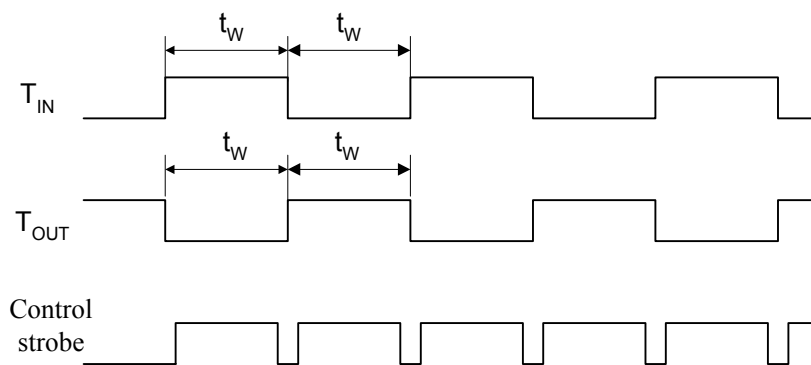 t_W t_W
T_IN
t_W t_W
T_OUT
Control
strobe